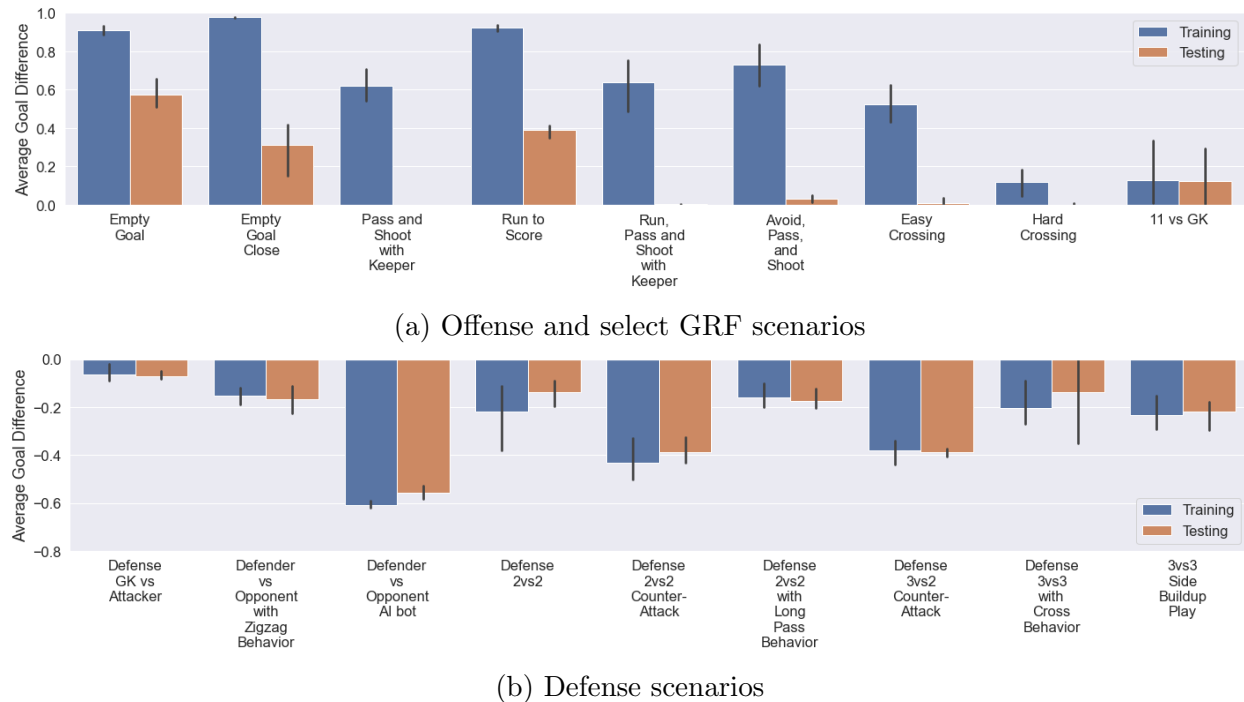 Average Goal Difference
1.0
0.8
0.6
0.4
0.2
0.0
Training
Testing
Empty
Goal
Empty
Goal
Close
Pass and
Shoot
with
Keeper
Run to
Score
Run,
Pass and
Shoot
with
Keeper
Avoid,
Pass,
and
Shoot
Easy
Crossing
Hard
Crossing
11 vs GK
(a) Offense and select GRF scenarios
Average Goal Difference
0.0
−0.2
−0.4
−0.6
−0.8
Training
Testing
Defense
GK vs
Attacker
Defender
vs
Opponent
with
Zigzag
Behavior
Defender
vs
Opponent
AI bot
Defense
2vs2
Defense
2vs2
Counter-
Attack
Defense
2vs2
with
Long
Pass
Behavior
Defense
3vs2
Counter-
Attack
Defense
3vs3
with
Cross
Behavior
3vs3
Side
Buildup
Play
(b) Defense scenarios